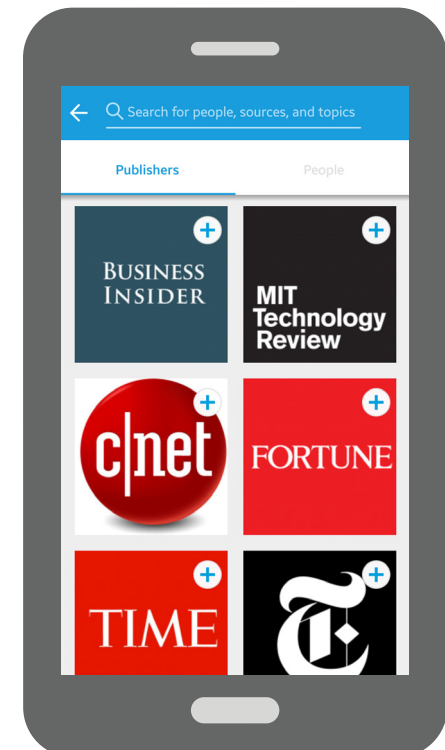 Search for people, sources, and topics
Publishers
People
BUSINESS
INSIDER
MIT
Technology
Review
c|net
FORTUNE
TIME
T